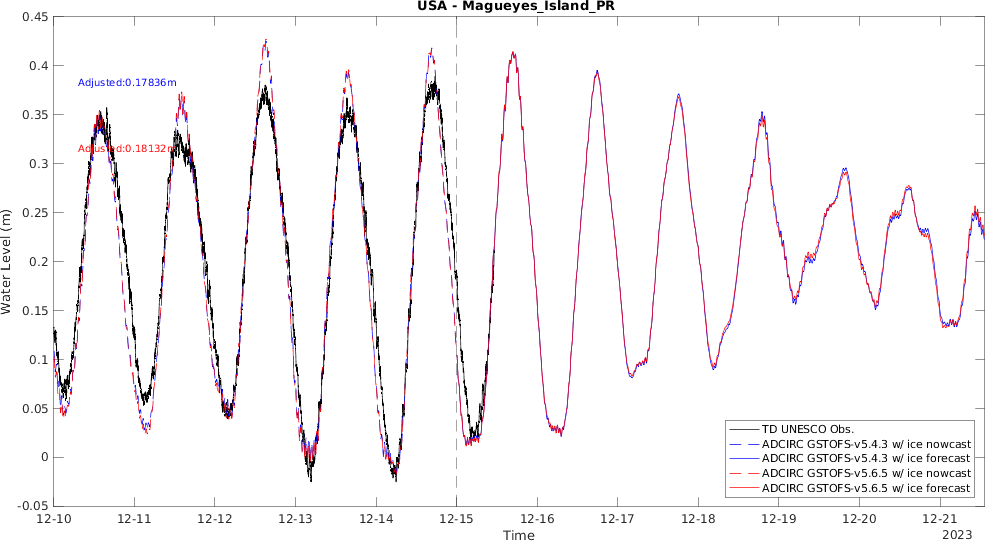 USA - Magueyes_Island_PR
0.45
0.4
0.35
0.3
0.25
0.2
0.15
0.1
0.05
0
-0.05
Water Level (m)
Adjusted:0.17836m
Adjusted:0.18132m
TD UNESCO Obs.
ADCIRC GSTOFS-v5.4.3 w/ ice nowcast
ADCIRC GSTOFS-v5.4.3 w/ ice forecast
ADCIRC GSTOFS-v5.6.5 w/ ice nowcast
ADCIRC GSTOFS-v5.6.5 w/ ice forecast
12-10 12-11 12-12 12-13 12-14 12-15 12-16 12-17 12-18 12-19 12-20 12-21
Time
2023